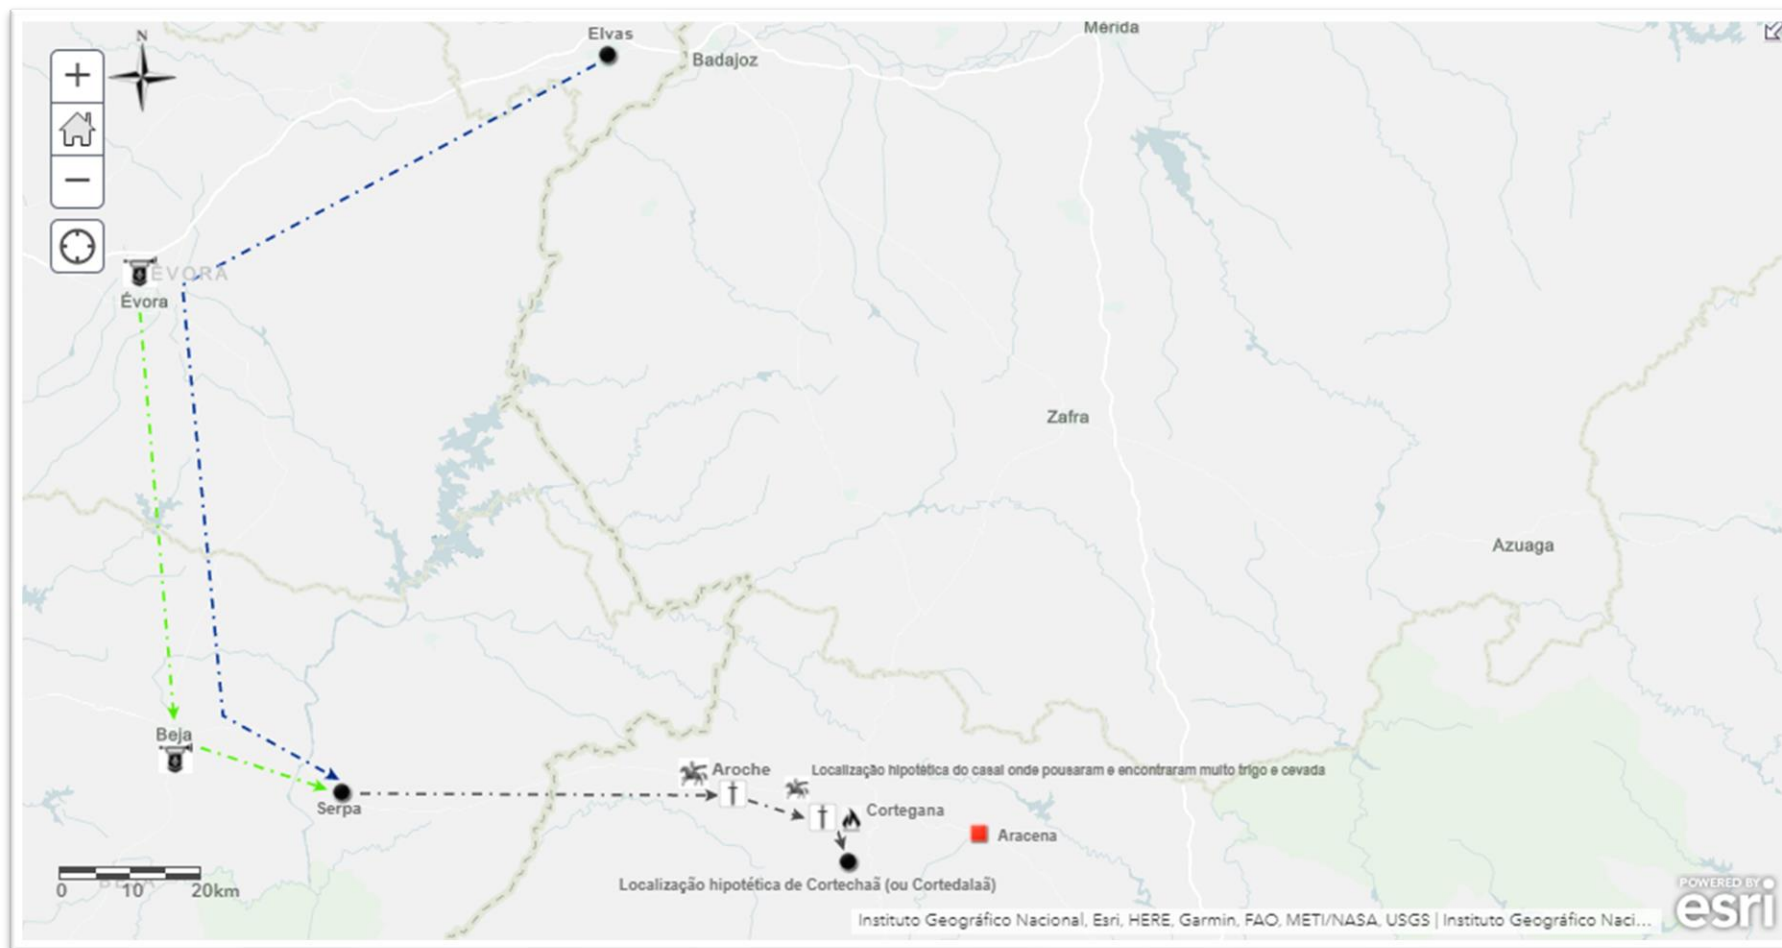 N
Elvas
Mérida
Badajoz
ÉVORA
Évora
Zafra
Azuaga
Beja
Serpa
Aroche
Localização hipotética do casal onde pousaram e encontraram muito trigo e cevada
Cortegana
Aracena
Localização hipotética de Cortechaã (ou Cortedalaã)
0 10 20km
Instituto Geográfico Nacional, Esri, HERE, Garmin, FAO, METI/NASA, USGS | Instituto Geográfico Naci...
POWERED BY
esri